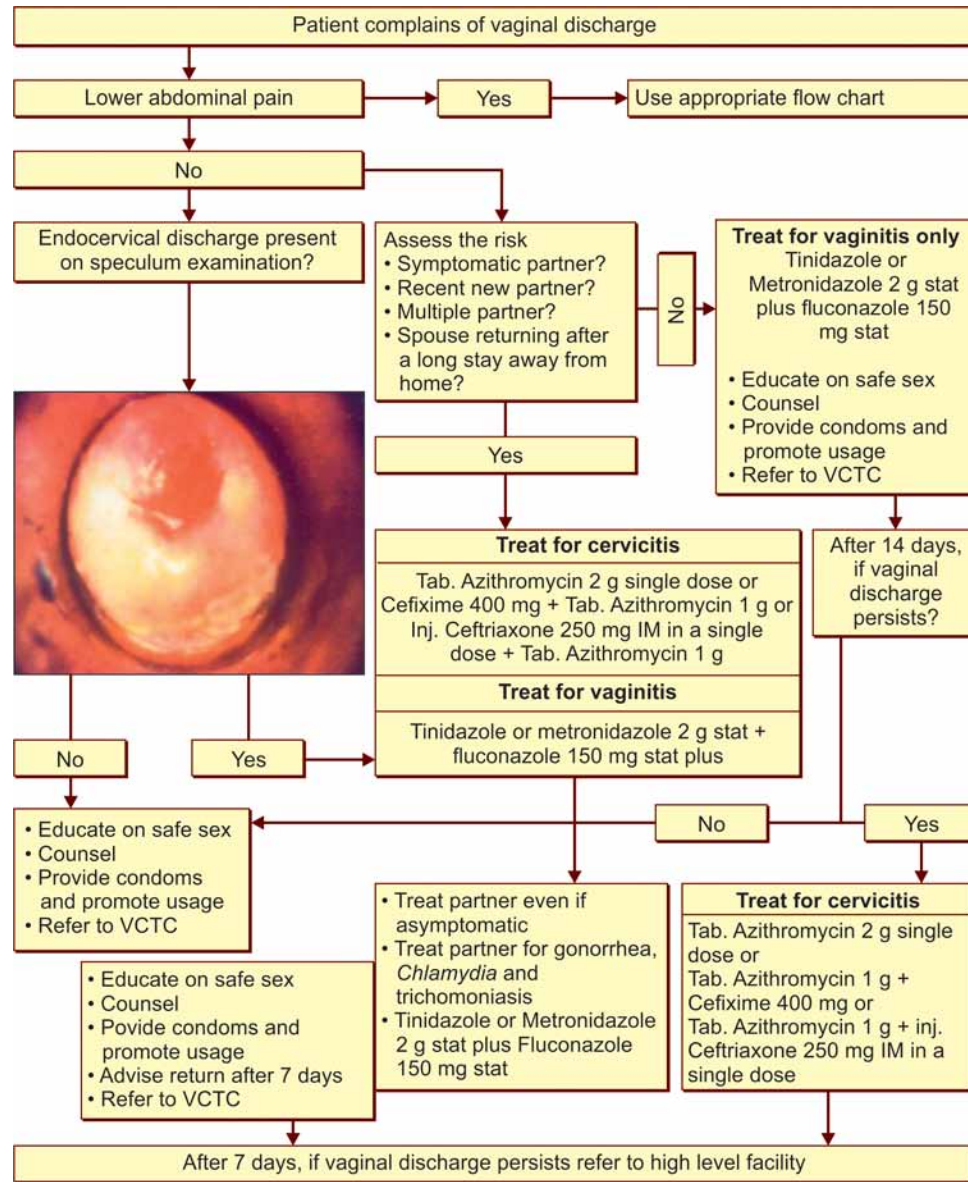 Patient complains of vaginal discharge
Lower abdominal pain
Yes
Use appropriate flow chart
No
Endocervical discharge present
on speculum examination?
Assess the risk
• Symptomatic partner?
• Recent new partner?
• Multiple partner?
• Spouse returning after
a long stay away from
home?
No
Treat for vaginitis only
Tinidazole or
Metronidazole 2 g stat
plus fluconazole 150
mg stat
• Educate on safe sex
• Counsel
• Provide condoms and
promote usage
• Refer to VCTC
Yes
Treat for cervicitis
Tab. Azithromycin 2 g single dose or
Cefixime 400 mg + Tab. Azithromycin 1 g or
Inj. Ceftriaxone 250 mg IM in a single
dose + Tab. Azithromycin 1 g
Treat for vaginitis
Tinidazole or metronidazole 2 g stat +
fluconazole 150 mg stat plus
After 14 days,
if vaginal
discharge
persists?
No
Yes
No
Yes
• Educate on safe sex
• Counsel
• Provide condoms
and promote usage
• Refer to VCTC
• Educate on safe sex
• Counsel
• Povide condoms and
promote usage
• Advise return after 7 days
• Refer to VCTC
• Treat partner even if
asymptomatic
• Treat partner for gonorrhea,
Chlamydia and
trichomoniasis
• Tinidazole or Metronidazole
2 g stat plus Fluconazole
150 mg stat
Treat for cervicitis
Tab. Azithromycin 2 g single
dose or
Tab. Azithromycin 1 g +
Cefixime 400 mg or
Tab. Azithromycin 1 g + inj.
Ceftriaxone 250 mg IM in a
single dose
After 7 days, if vaginal discharge persists refer to high level facility